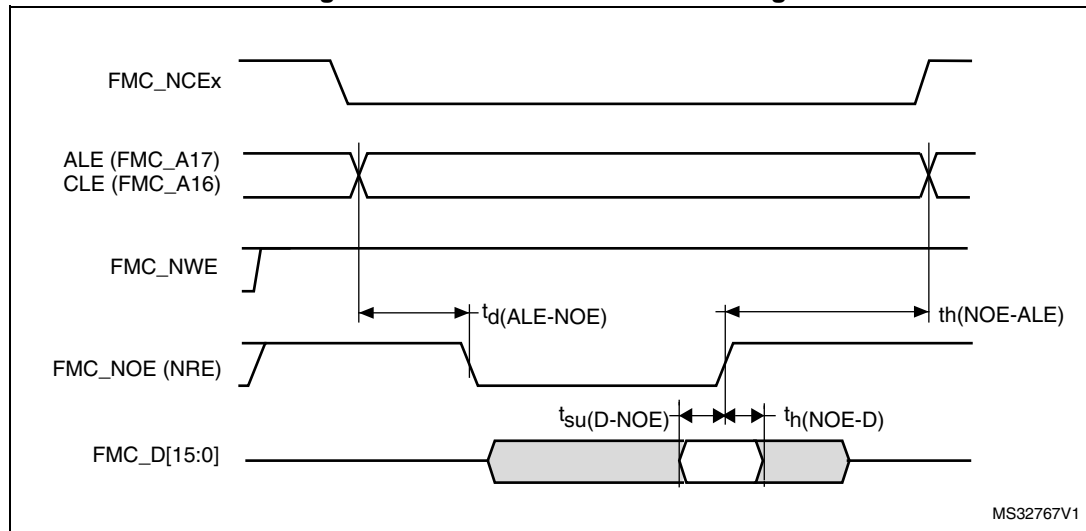 FMC_NCEx
ALE (FMC_A17)
CLE (FMC_A16)
FMC_NWE
td(ALE-NOE)
th(NOE-ALE)
FMC_NOE (NRE)
tsu(D-NOE)
th(NOE-D)
FMC_D[15:0]
MS32767V1